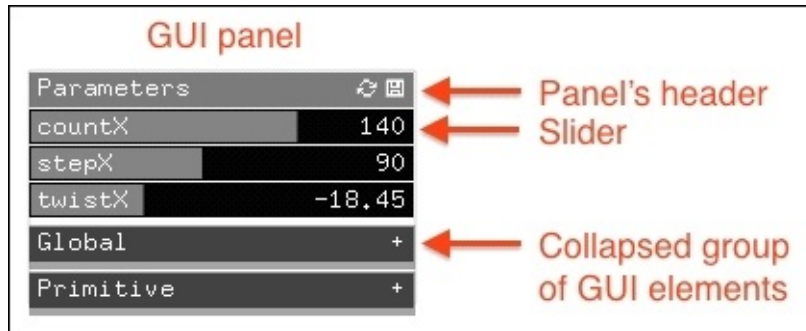 GUI panel
Parameters
Panel's header
countX 140
Slider
stepX 90
twistX -18.45
Global +
Collapsed group
of GUI elements
Primitive +